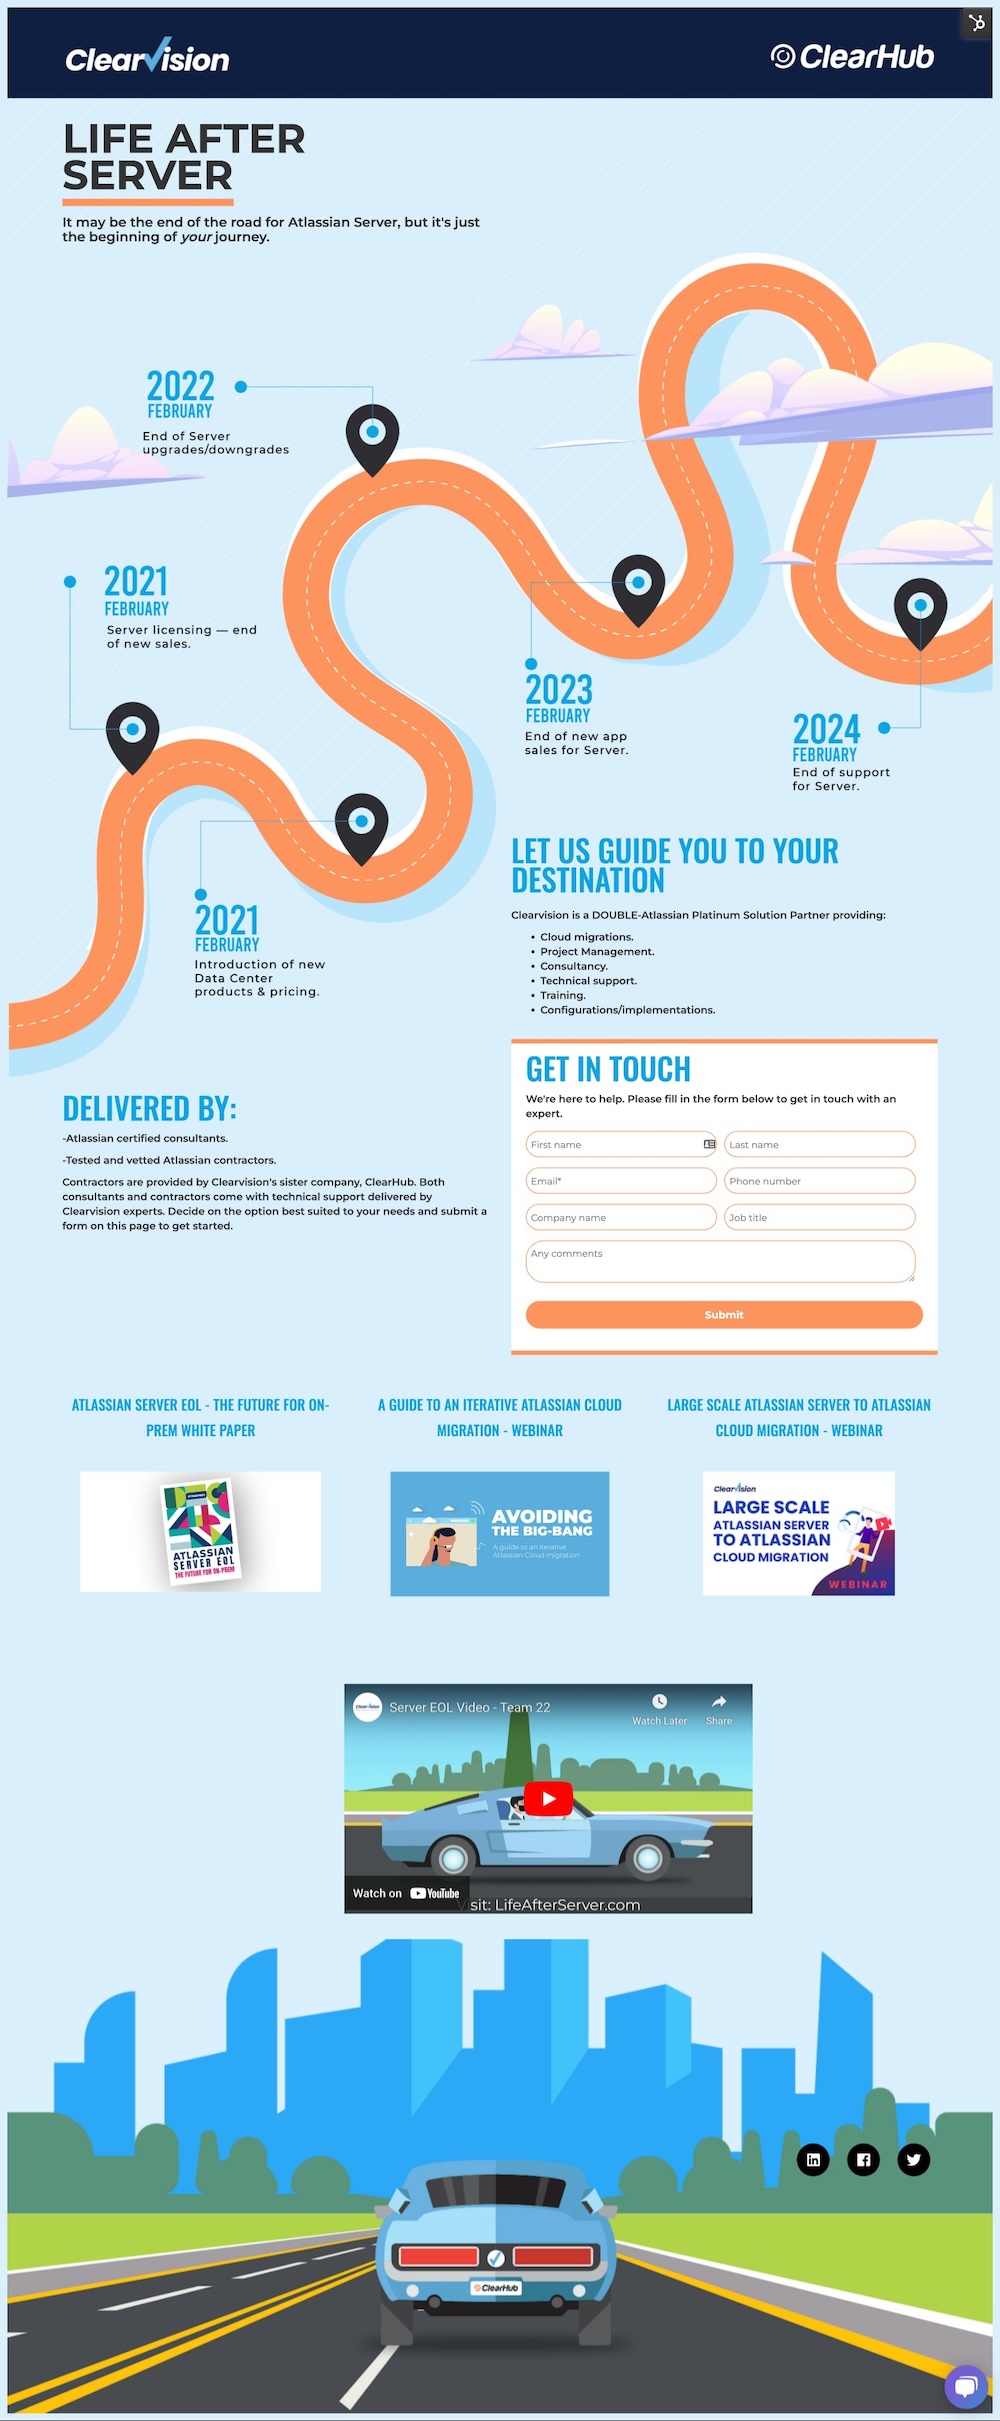 Clearvision
ClearHub
LIFE AFTER
SERVER
It may be the end of the road for Atlassian Server, but it's just
the beginning of your journey.
2022
FEBRUARY
End of Server
upgrades/downgrades
2021
FEBRUARY
Server licensing — end
of new sales.
2023
FEBRUARY
End of new app
sales for Server.
2024
FEBRUARY
End of support
for Server.
2021
FEBRUARY
Introduction of new
Data Center
products & pricing.
LET US GUIDE YOU TO YOUR
DESTINATION
Clearvision is a DOUBLE-Atlassian Platinum Solution Partner providing:
• Cloud migrations.
• Project Management.
• Consultancy.
• Technical support.
• Training.
• Configurations/implementations.
DELIVERED BY:
-Atlassian certified consultants.
-Tested and vetted Atlassian contractors.
Contractors are provided by Clearvision's sister company, ClearHub. Both
consultants and contractors come with technical support delivered by
Clearvision experts. Decide on the option best suited to your needs and submit a
form on this page to get started.
GET IN TOUCH
We're here to help. Please fill in the form below to get in touch with an
expert.
First name
Last name
Email*
Phone number
Company name
Job title
Any comments
Submit
ATLASSIAN SERVER EOL - THE FUTURE FOR ON-
PREM WHITE PAPER
ATLASSIAN
SERVER EOL
THE FUTURE FOR ON-PREM
A GUIDE TO AN ITERATIVE ATLASSIAN CLOUD
MIGRATION - WEBINAR
AVOIDING
THE BIG-BANG
A guide to an iterative
Atlassian Cloud migration
LARGE SCALE ATLASSIAN SERVER TO ATLASSIAN
CLOUD MIGRATION - WEBINAR
Clearvision
LARGE SCALE
ATLASSIAN SERVER
TO ATLASSIAN
CLOUD MIGRATION
WEBINAR
Server EOL Video - Team 22
Watch Later
Share
Watch on YouTube
sit: LifeAfterServer.com
ClearHub